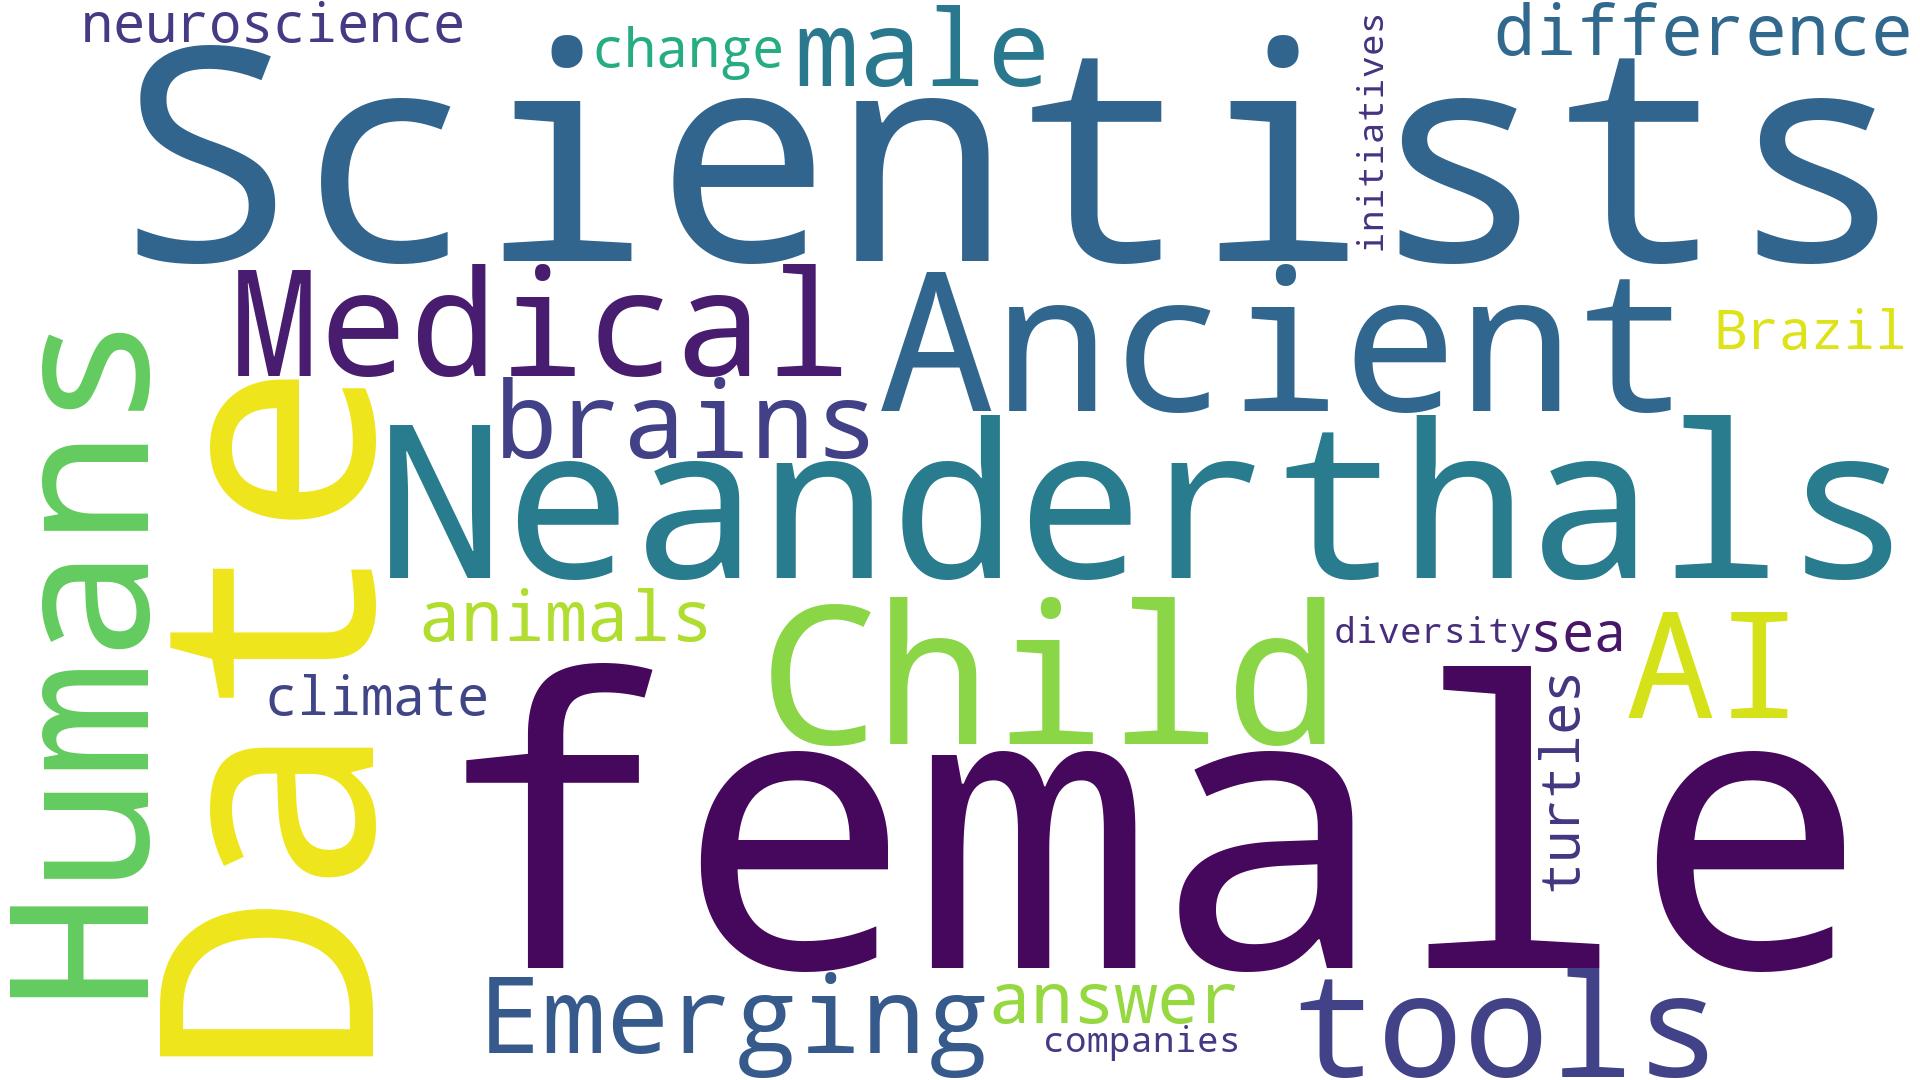 neuroscience
change
male
initiatives
difference
Scientists
Medical
Ancient
Brazil
brains
Humans
Date
Neanderthals
animals
Child
diversity
sea
AI
climate
turtles
female
Emerging
answer
companies
tools